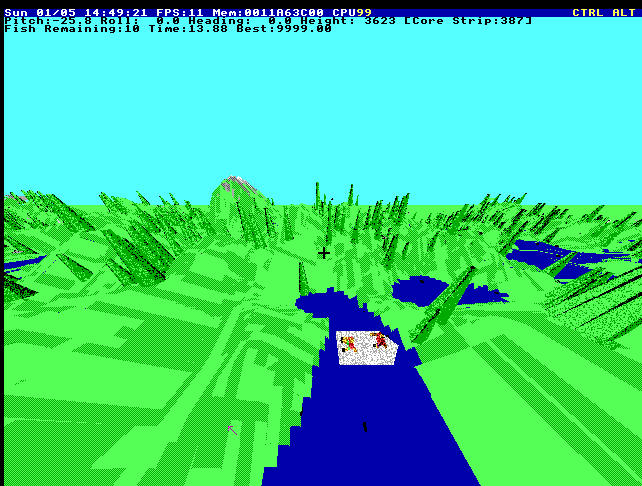 Sun 01/05 14:49:21 FPS:11 Mem:0011A63C00 CPU99 CTRL ALT
Pitch:-25.8 Roll: 0.0 Heading: 0.0 Height: 3623 [Core Strip:387]
Fish Remaining:10 Time:13.88 Best:9999.00